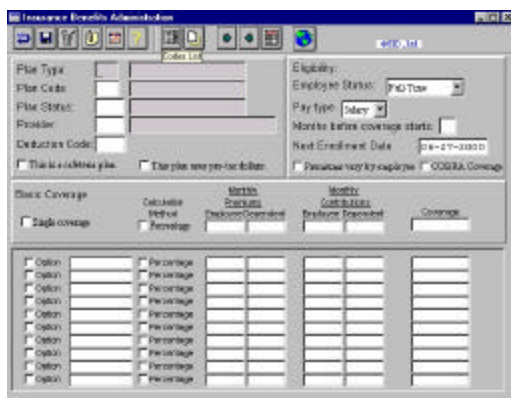 Insurance Benefits Administration
Codes List
Plan Type:
Plan Code:
Plan Status:
Provider:
Deduction Code:
This is a cafeteria plan.
This plan uses pre-tax dollars.
Eligibility:
Employee Status: Full-Time
Pay type: Salary
Months before coverage starts:
Next Enrollment Date
Premiums vary by employee COBRA Coverage
Basic Coverage
Single coverage
Calculation Method
Percentage
Monthly Premiums
Employee Dependent
Monthly Contributions
Employee Dependent
Coverage
Option Percentage
Option Percentage
Option Percentage
Option Percentage
Option Percentage
Option Percentage
Option Percentage
Option Percentage
Option Percentage
Option Percentage